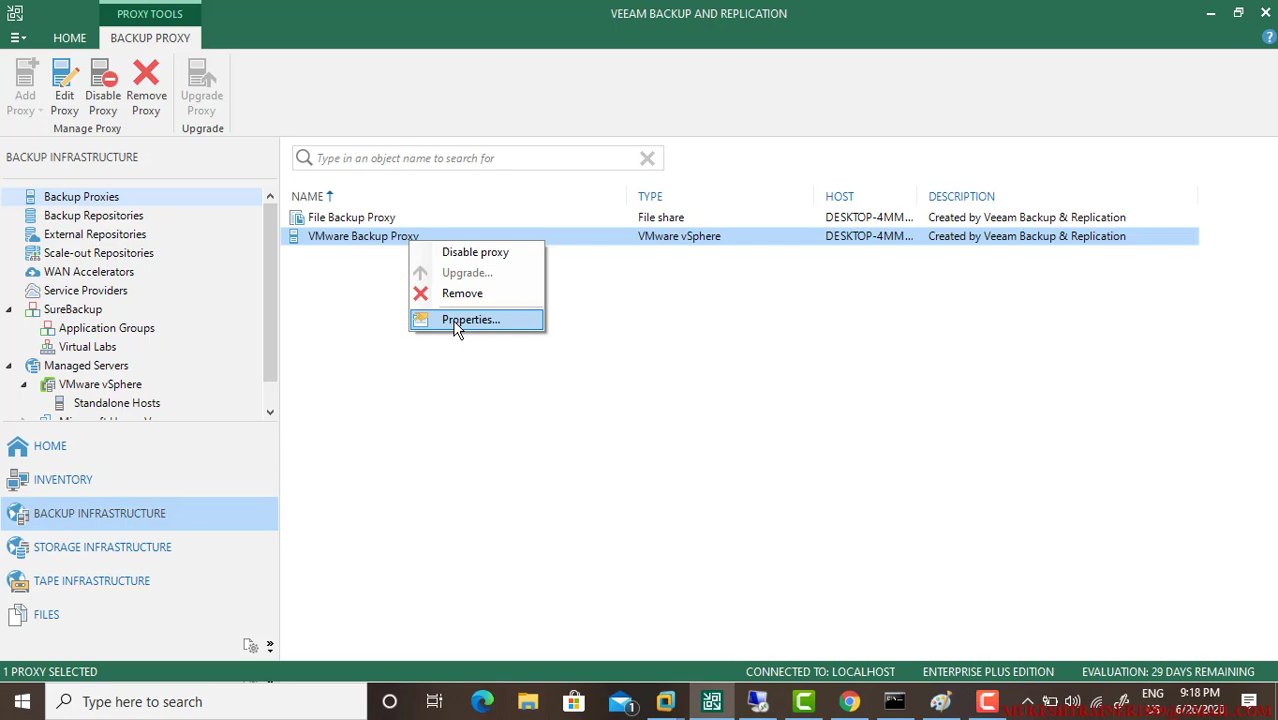 PROXY TOOLS
VEEAM BACKUP AND REPLICATION
HOME
BACKUP PROXY
?
Add Proxy
Edit Proxy
Disable Proxy
Remove Proxy
Upgrade Proxy
Manage Proxy
Upgrade
BACKUP INFRASTRUCTURE
Backup Proxies
Backup Repositories
External Repositories
Scale-out Repositories
WAN Accelerators
Service Providers
SureBackup
Application Groups
Virtual Labs
Managed Servers
VMware vSphere
Standalone Hosts
HOME
INVENTORY
BACKUP INFRASTRUCTURE
STORAGE INFRASTRUCTURE
TAPE INFRASTRUCTURE
FILES
Type in an object name to search for
NAME TYPE HOST DESCRIPTION
File Backup Proxy File share DESKTOP-4MM... Created by Veeam Backup & Replication
VMware Backup Proxy VMware vSphere DESKTOP-4MM... Created by Veeam Backup & Replication
Disable proxy
Upgrade...
Remove
Properties...
1 PROXY SELECTED
CONNECTED TO: LOCALHOST ENTERPRISE PLUS EDITION EVALUATION: 29 DAYS REMAINING
Type here to search
1
ENG
9:18 PM
6/26/2020